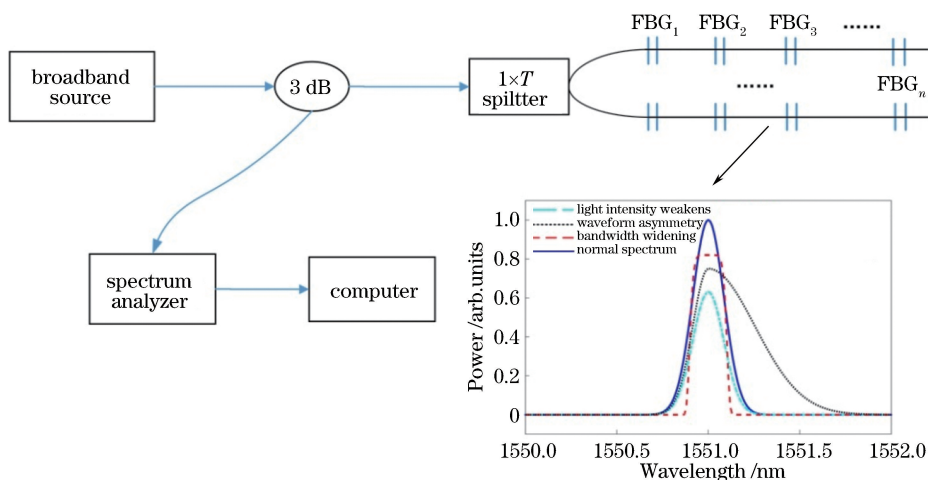 FBG1 FBG2 FBG3 ......
broadband
source
3 dB
1×T
spiltter
......
FBGn
spectrum
analyzer
computer
light intensity weakens
waveform asymmetry
bandwidth widening
normal spectrum
Power /arb.units
1.0
0.8
0.6
0.4
0.2
0
1550.0 1550.5 1551.0 1551.5 1552.0
Wavelength /nm